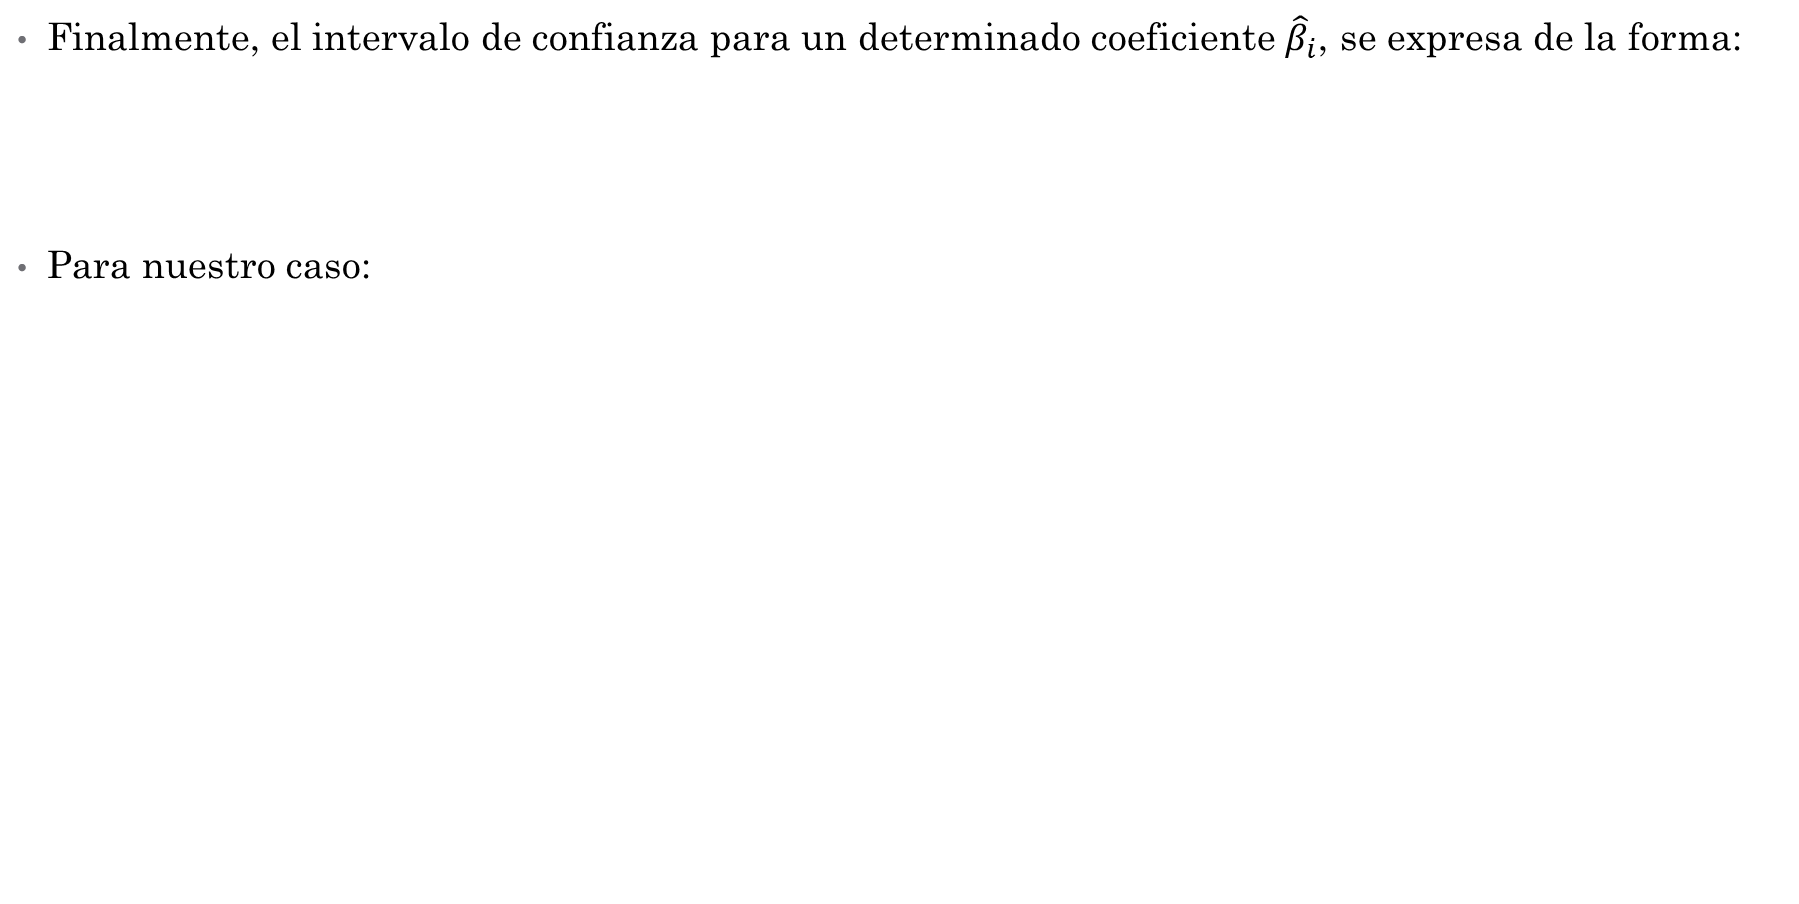 • Finalmente, el intervalo de confianza para un determinado coeficiente β̂ᵢ, se expresa de la forma:
• Para nuestro caso: